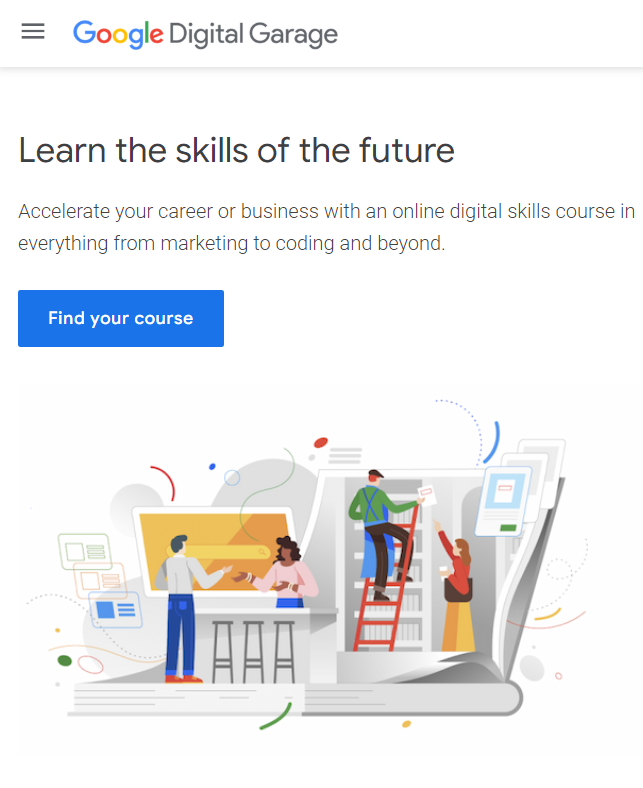 Google Digital Garage
Learn the skills of the future
Accelerate your career or business with an online digital skills course in
everything from marketing to coding and beyond.
Find your course